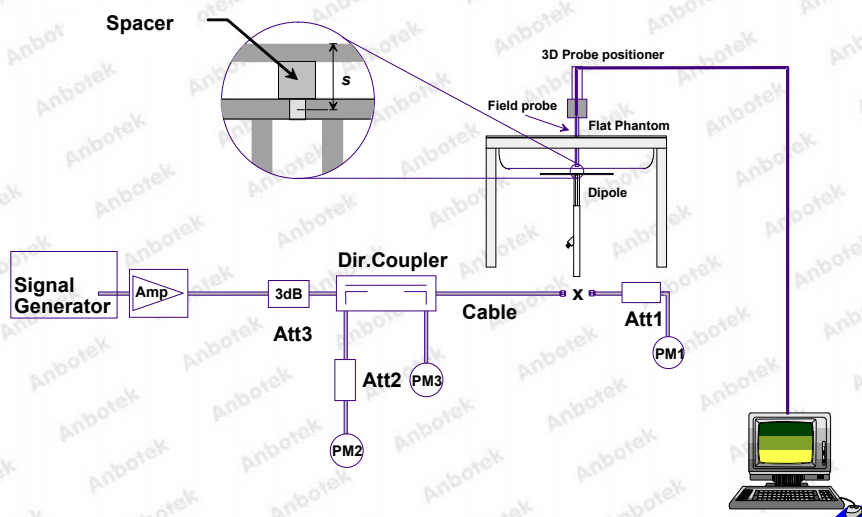 Spacer
s
3D Probe positioner
Field probe
Flat Phantom
Dipole
Signal
Generator
Amp
3dB
Att3
Dir.Coupler
Cable
x
Att1
PM1
Att2
PM3
PM2
Anbotek